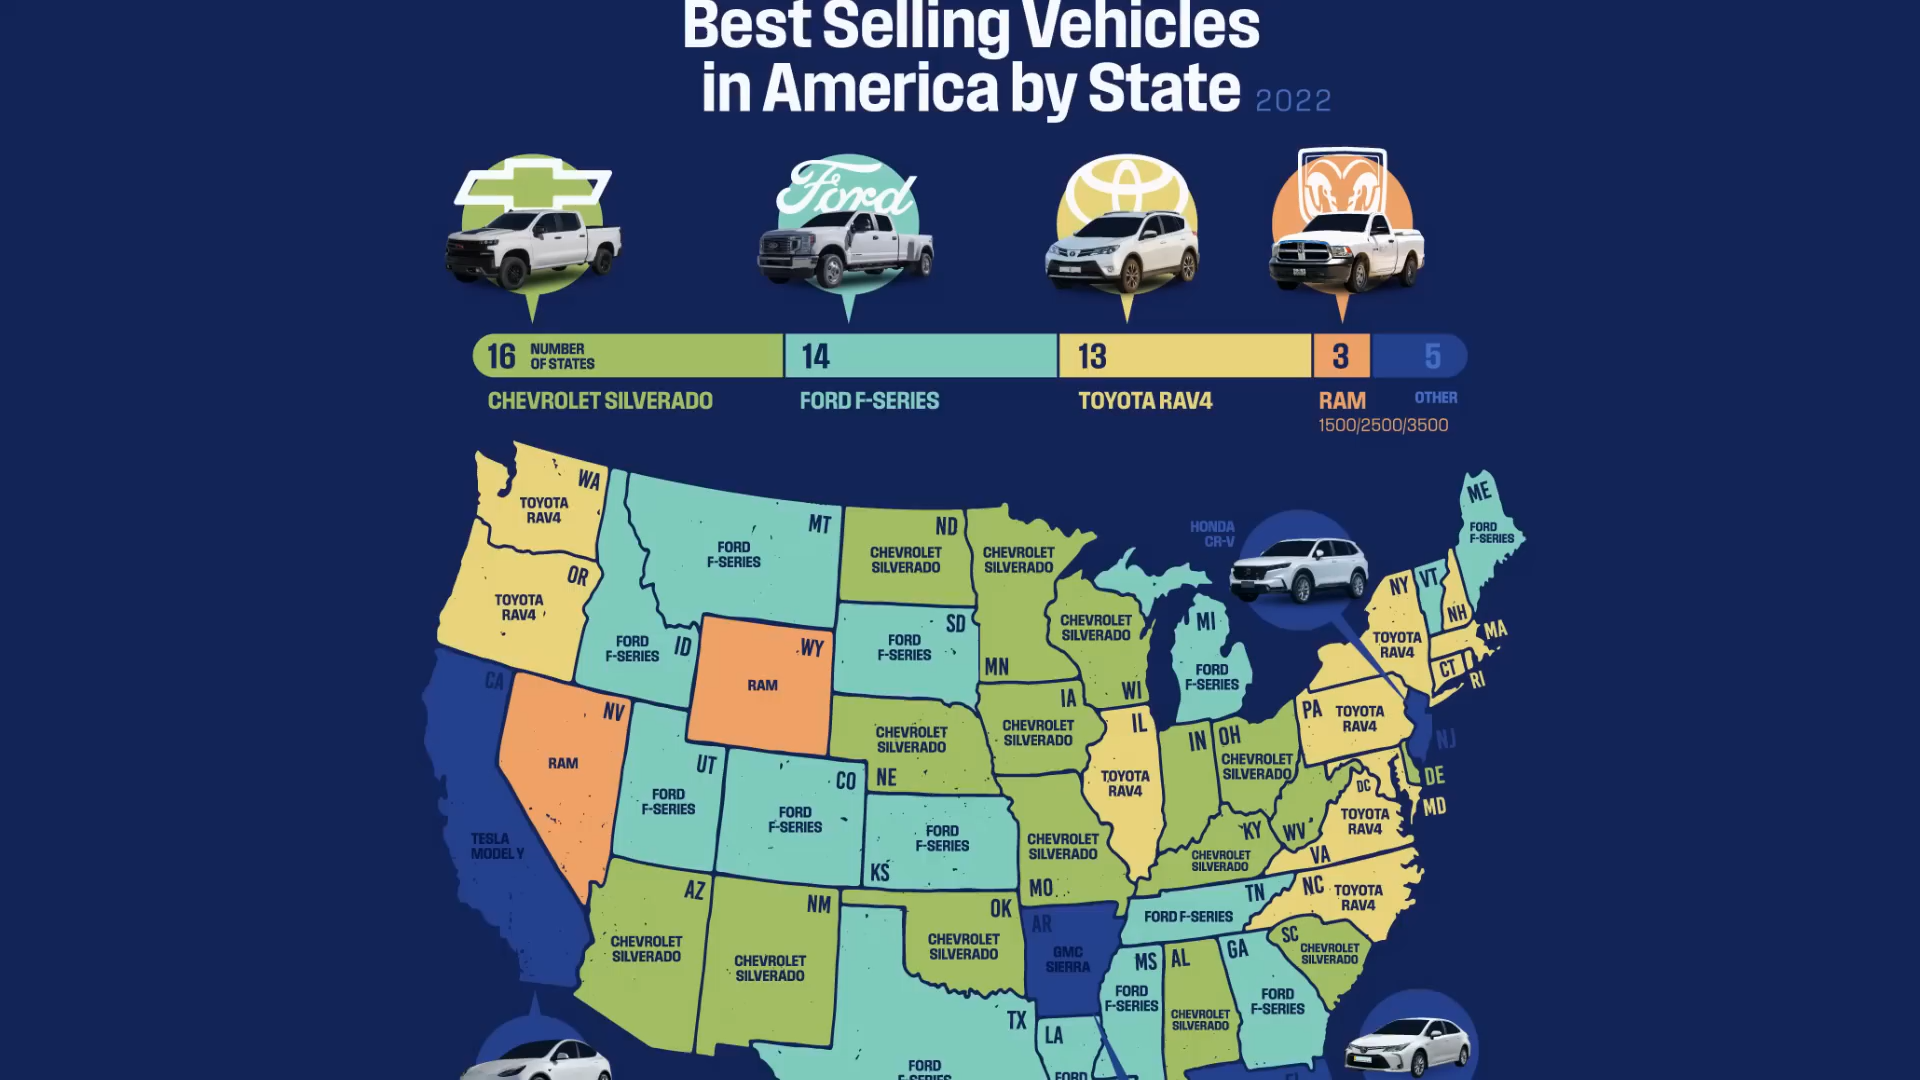 Best Selling Vehicles
in America by State 2022
Ford
16 NUMBER
OF STATES
14
13
3
5
CHEVROLET SILVERADO
FORD F-SERIES
TOYOTA RAV4
RAM
1500/2500/3500
OTHER
WA
TOYOTA
RAV4
OR
TOYOTA
RAV4
MT
FORD
F-SERIES
ND
CHEVROLET
SILVERADO
CHEVROLET
SILVERADO
MN
HONDA
CR-V
ME
FORD
F-SERIES
NY
TOYOTA
RAV4
VT
NH
MA
CT
RI
FORD
F-SERIES
ID
WY
RAM
SD
FORD
F-SERIES
CHEVROLET
SILVERADO
WI
MI
FORD
F-SERIES
CA
TESLA
MODEL Y
NV
RAM
UT
FORD
F-SERIES
CO
FORD
F-SERIES
CHEVROLET
SILVERADO
NE
IA
CHEVROLET
SILVERADO
IL
TOYOTA
RAV4
IN
OH
CHEVROLET
SILVERADO
PA
TOYOTA
RAV4
NJ
DE
MD
DC
TOYOTA
RAV4
VA
WV
KY
CHEVROLET
SILVERADO
FORD
F-SERIES
KS
CHEVROLET
SILVERADO
MO
AZ
CHEVROLET
SILVERADO
NM
CHEVROLET
SILVERADO
OK
CHEVROLET
SILVERADO
AR
GMC
SIERRA
TN
FORD F-SERIES
NC
TOYOTA
RAV4
SC
CHEVROLET
SILVERADO
MS
FORD
F-SERIES
AL
CHEVROLET
SILVERADO
GA
FORD
F-SERIES
TX
FORD
F-SERIES
LA
FORD
FL